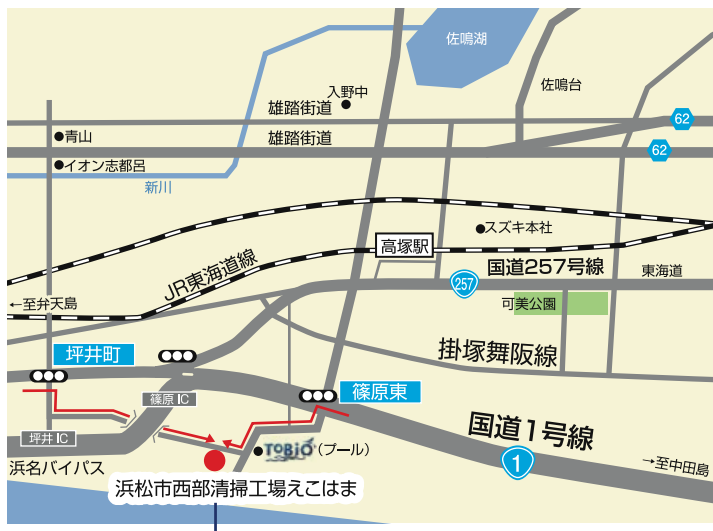 佐鳴湖
佐鳴台
入野中
雄踏街道
62
青山
雄踏街道
62
イオン志都呂
新川
スズキ本社
高塚駅
JR東海道線
国道257号線
東海道
257
←至弁天島
可美公園
掛塚舞阪線
坪井町
篠原IC
篠原東
坪井IC
国道1号線
TOBiO(プール)
1
→至中田島
浜名バイパス
浜松市西部清掃工場えこはま